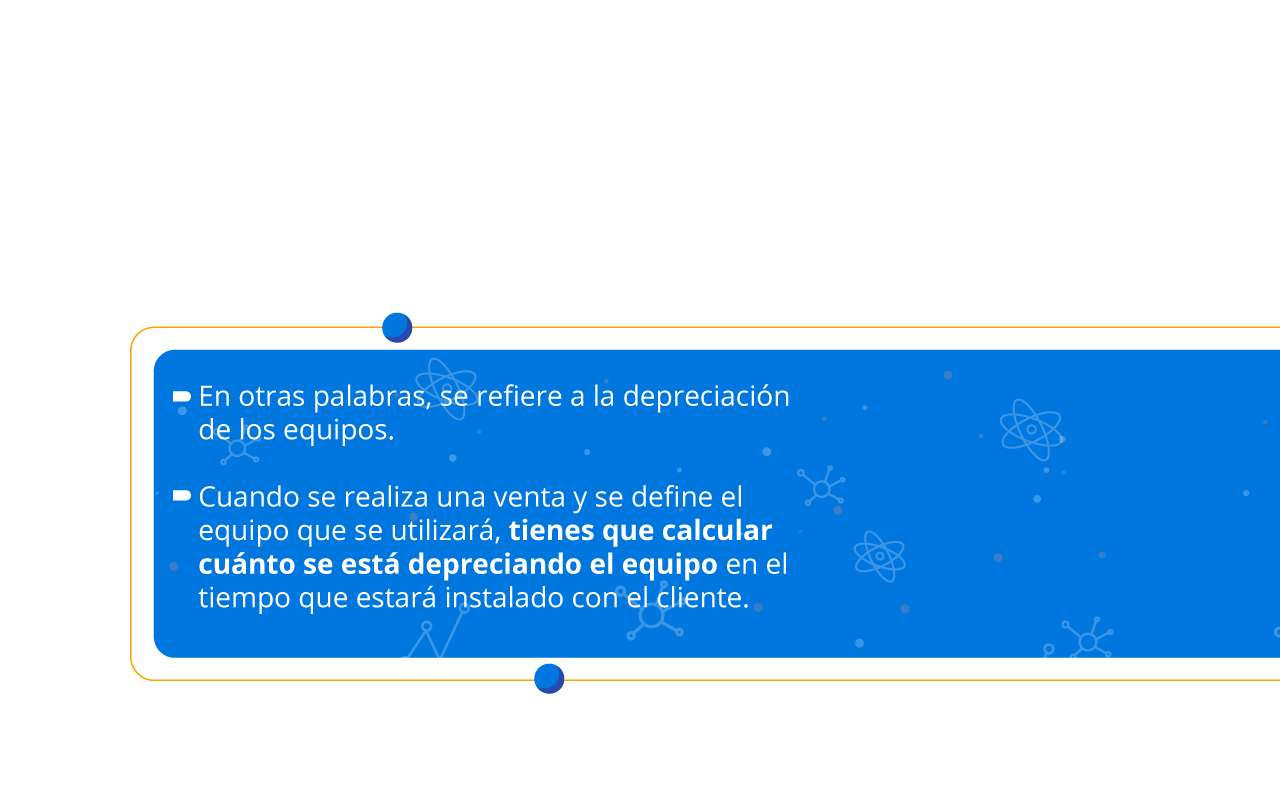 En otras palabras, se refiere a la depreciación
de los equipos.
Cuando se realiza una venta y se define el
equipo que se utilizará, tienes que calcular
cuánto se está depreciando el equipo en el
tiempo que estará instalado con el cliente.